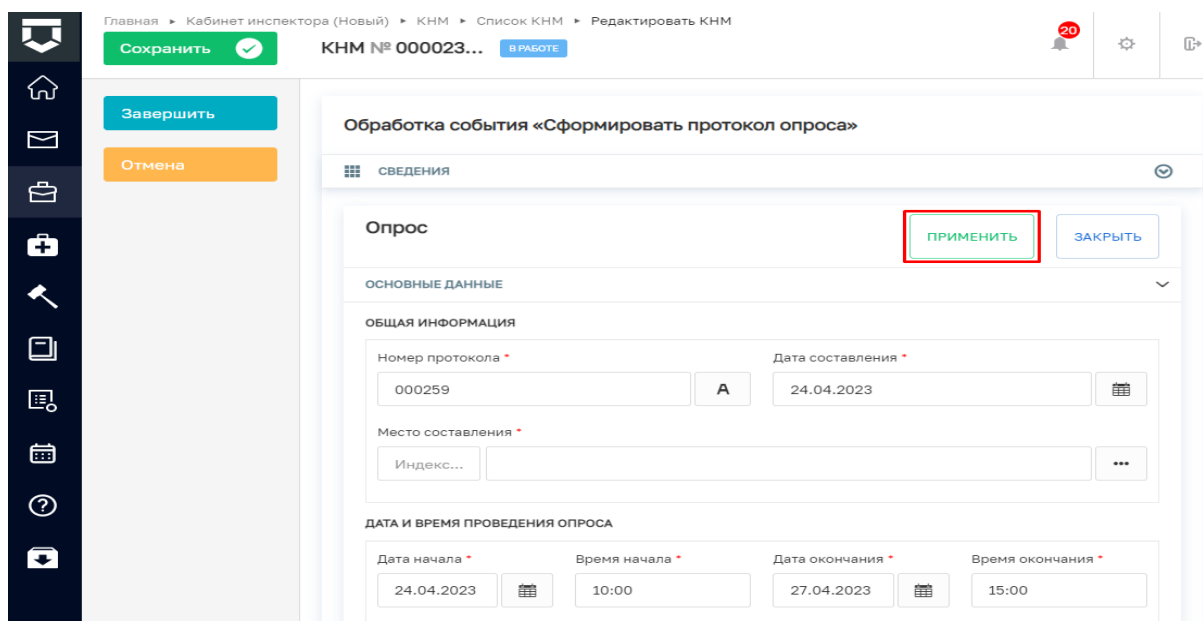 Главная ▸ Кабинет инспектора (Новый) ▸ КНМ ▸ Список КНМ ▸ Редактировать КНМ
Сохранить
КНМ № 000023... В РАБОТЕ
20
Завершить
Отмена
Обработка события «Сформировать протокол опроса»
СВЕДЕНИЯ
Опрос
ПРИМЕНИТЬ
ЗАКРЫТЬ
ОСНОВНЫЕ ДАННЫЕ
ОБЩАЯ ИНФОРМАЦИЯ
Номер протокола * Дата составления *
000259 A 24.04.2023
Место составления *
Индекс... •••
ДАТА И ВРЕМЯ ПРОВЕДЕНИЯ ОПРОСА
Дата начала * Время начала * Дата окончания * Время окончания *
24.04.2023 10:00 27.04.2023 15:00